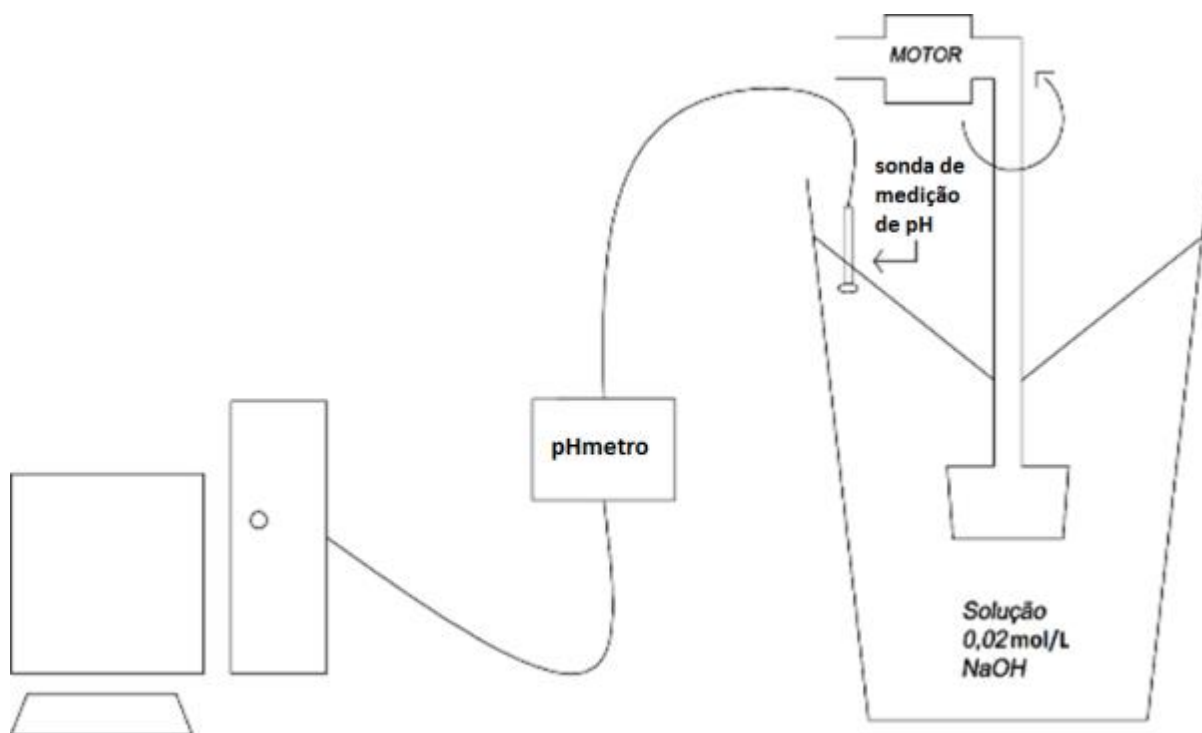 MOTOR
sonda de
medição
de pH
pHmetro
Solução
0,02 mol/L
NaOH